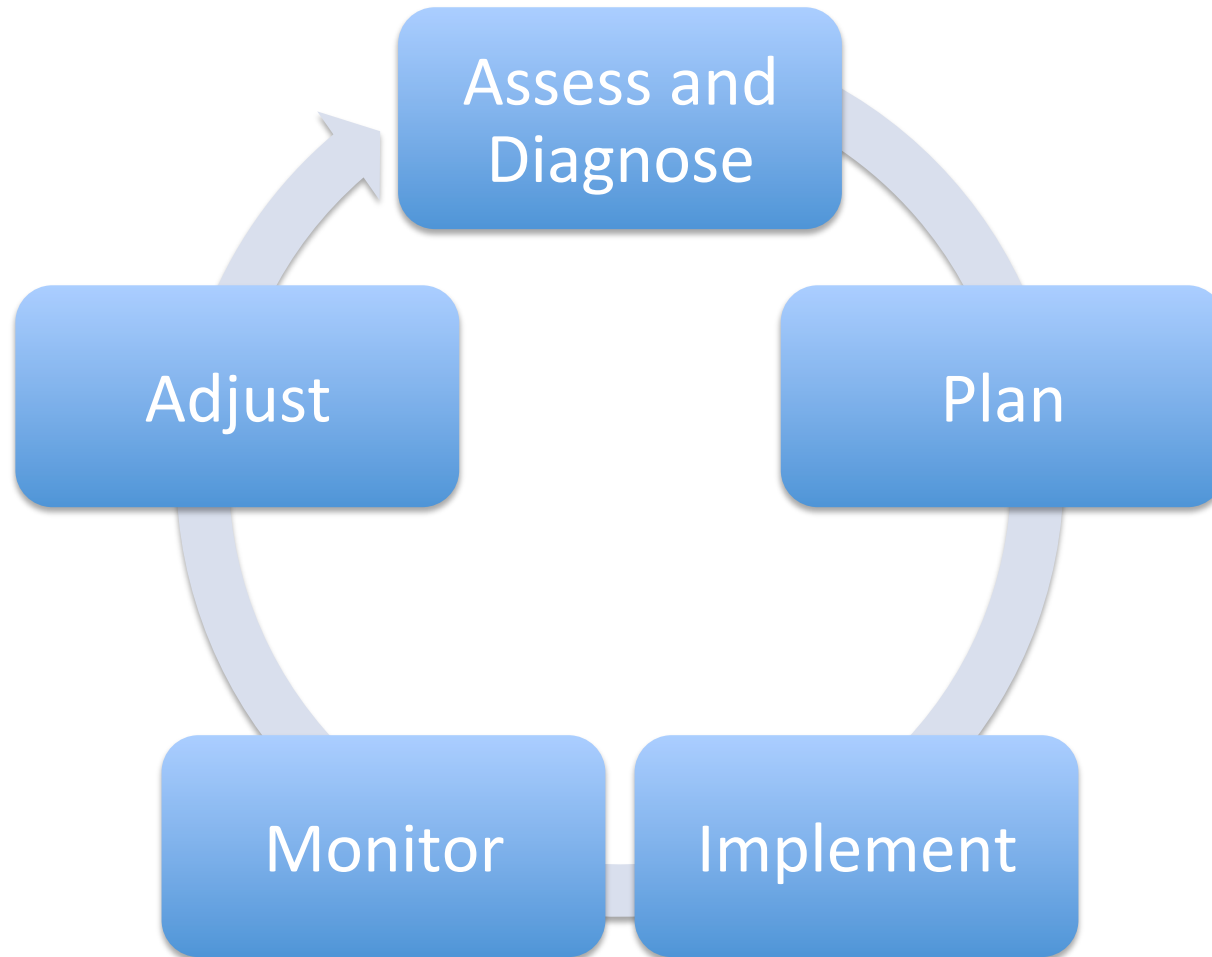 Assess and
Diagnose
Plan
Implement
Monitor
Adjust